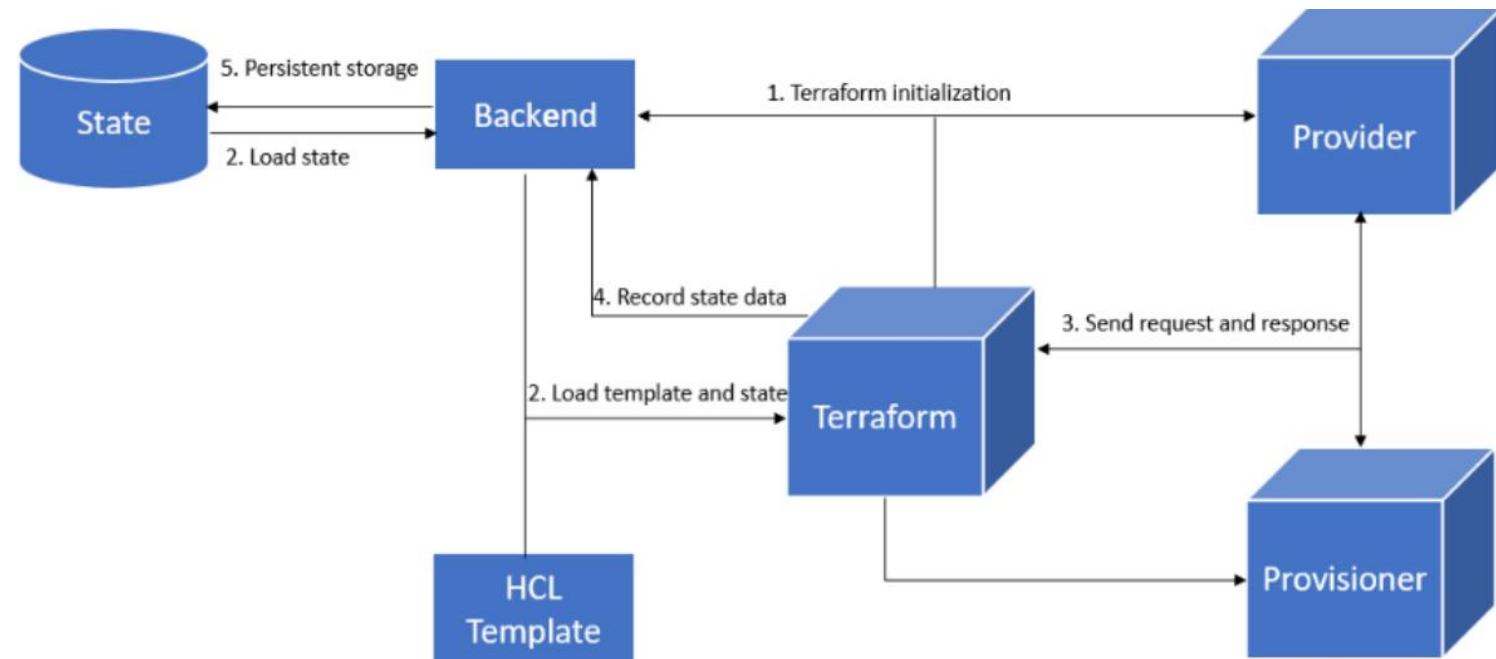 5. Persistent storage
State
2. Load state
Backend
1. Terraform initialization
Provider
4. Record state data
3. Send request and response
2. Load template and state
Terraform
HCL
Template
Provisioner